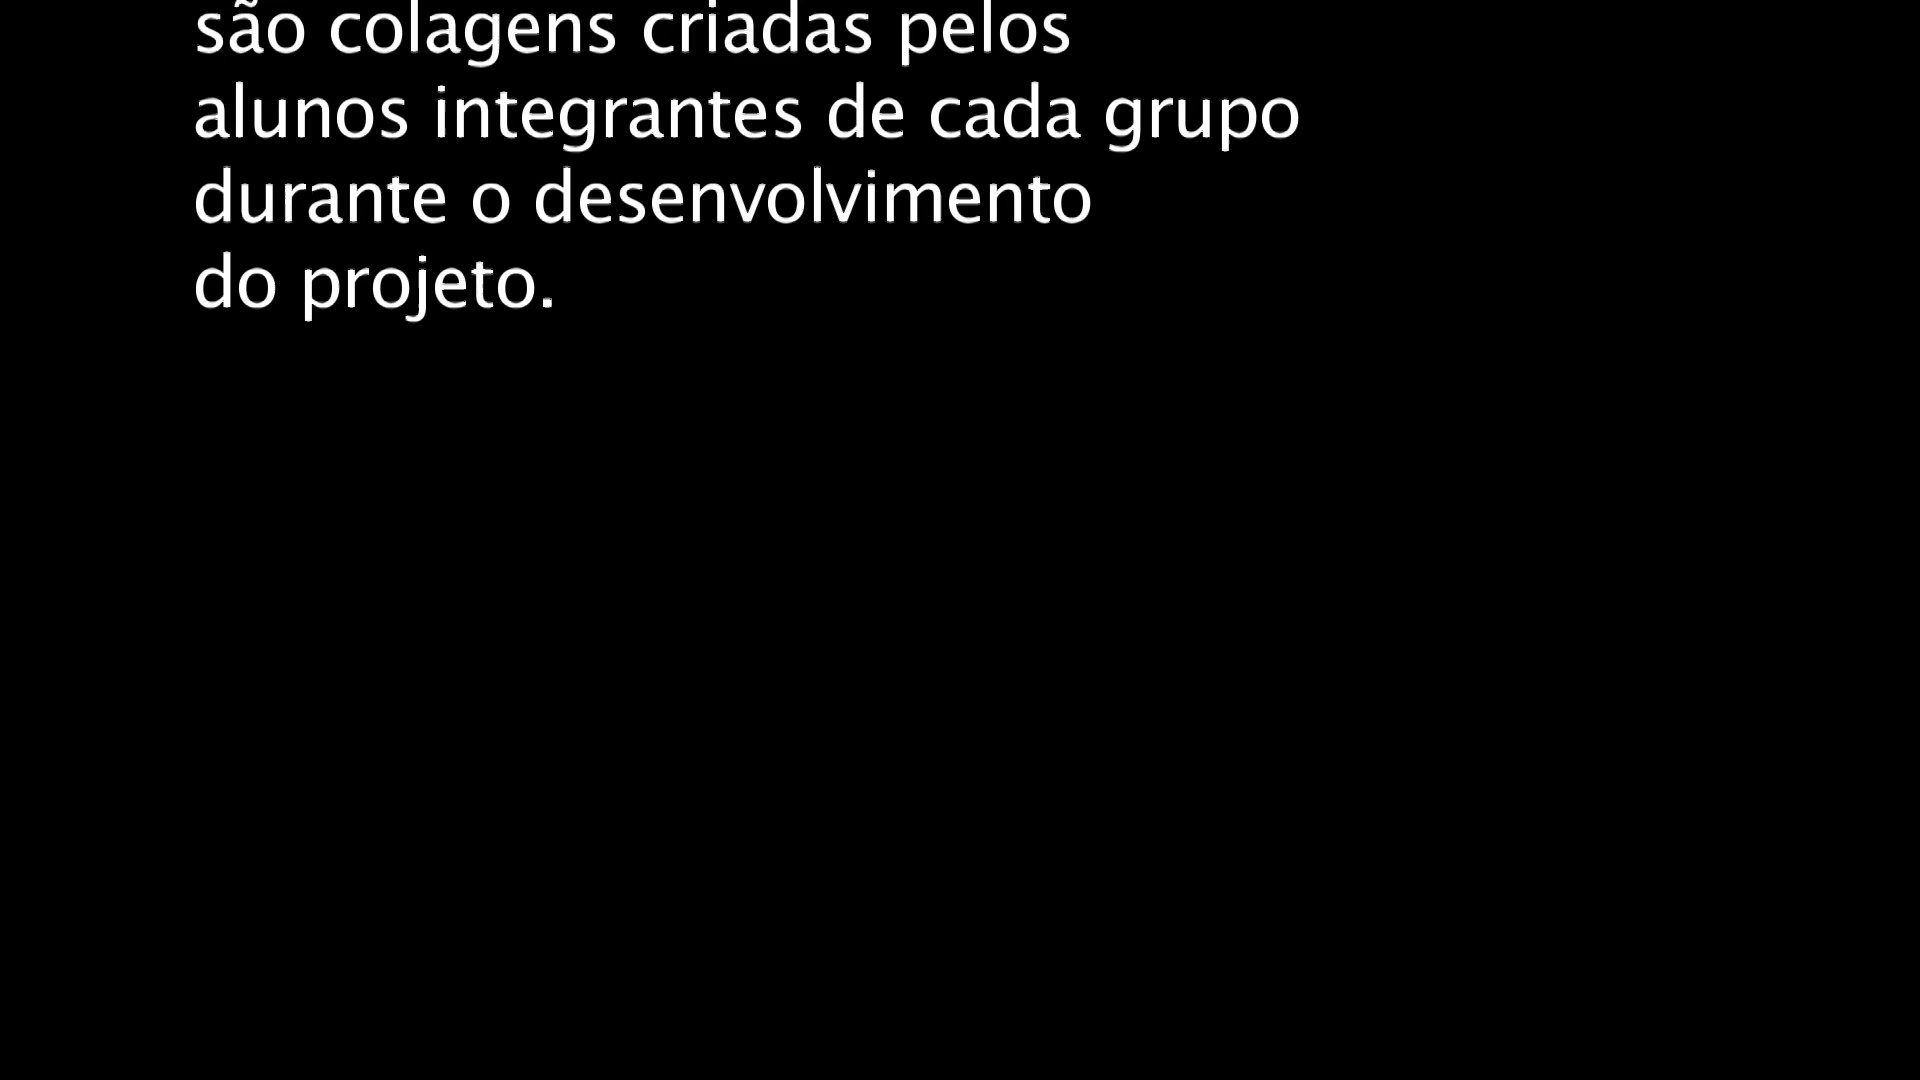 são colagens criadas pelos
alunos integrantes de cada grupo
durante o desenvolvimento
do projeto.